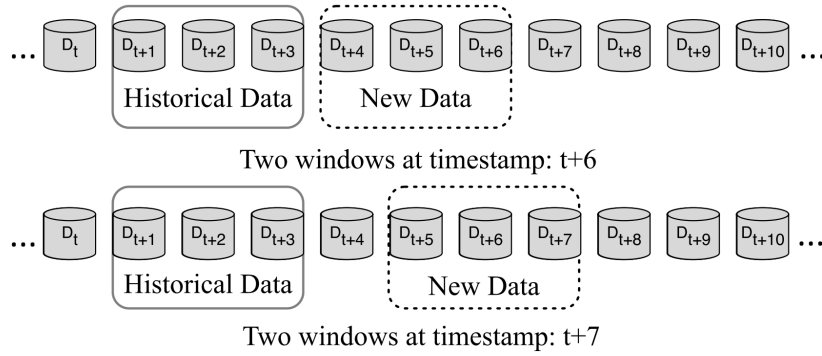 ... D_t D_t+1 D_t+2 D_t+3 D_t+4 D_t+5 D_t+6 D_t+7 D_t+8 D_t+9 D_t+10 ...
Historical Data New Data
Two windows at timestamp: t+6
... D_t D_t+1 D_t+2 D_t+3 D_t+4 D_t+5 D_t+6 D_t+7 D_t+8 D_t+9 D_t+10 ...
Historical Data New Data
Two windows at timestamp: t+7